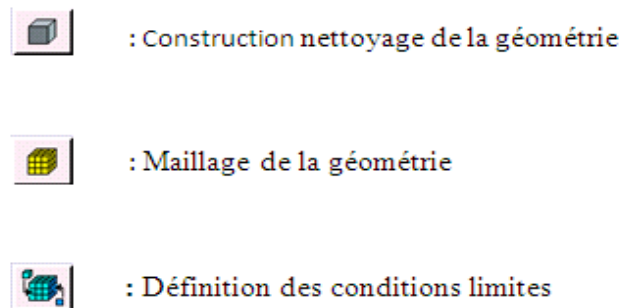 : Construction nettoyage de la géométrie
: Maillage de la géométrie
: Définition des conditions limites